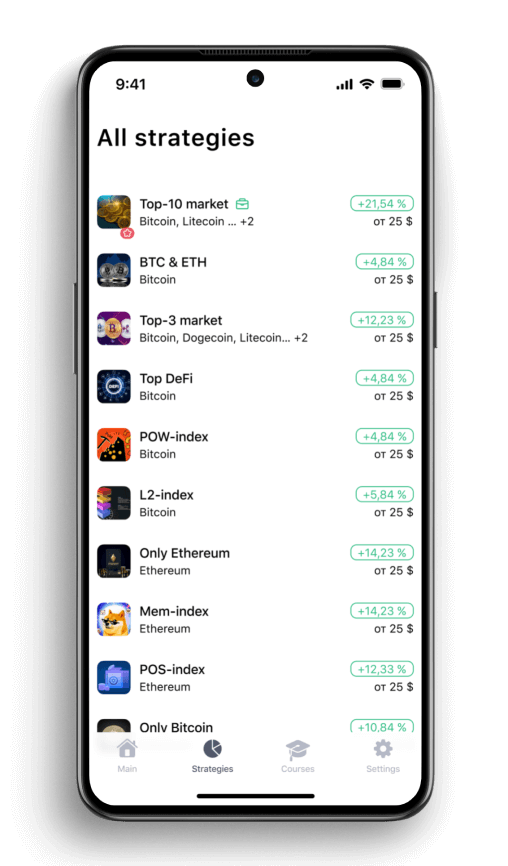 9:41
All strategies
Top-10 market
+21,54 %
Bitcoin, Litecoin ... +2
от 25 $
BTC & ETH
+4,84 %
Bitcoin
от 25 $
Top-3 market
+12,23 %
Bitcoin, Dogecoin, Litecoin... +2
от 25 $
Top DeFi
+4,84 %
Bitcoin
от 25 $
POW-index
+4,84 %
Bitcoin
от 25 $
L2-index
+5,84 %
Bitcoin
от 25 $
Only Ethereum
+14,23 %
Ethereum
от 25 $
Mem-index
+14,23 %
Ethereum
от 25 $
POS-index
+12,33 %
Ethereum
от 25 $
Only Bitcoin
+10,84 %
Main
Strategies
Courses
Settings